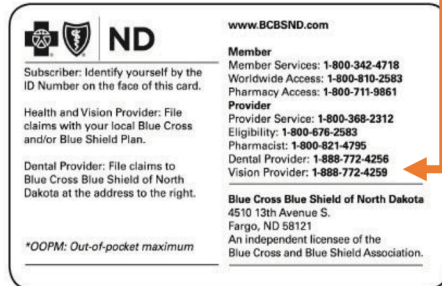 ND
Subscriber: Identify yourself by the
ID Number on the face of this card.
Health and Vision Provider: File
claims with your local Blue Cross
and/or Blue Shield Plan.
Dental Provider: File claims to
Blue Cross Blue Shield of North
Dakota at the address to the right.
*OOPM: Out-of-pocket maximum
www.BCBSND.com
Member
Member Services: 1-800-342-4718
Worldwide Access: 1-800-810-2583
Pharmacy Access: 1-800-711-9861
Provider
Provider Service: 1-800-368-2312
Eligibility: 1-800-676-2583
Pharmacist: 1-800-821-4795
Dental Provider: 1-888-772-4256
Vision Provider: 1-888-772-4259
Blue Cross Blue Shield of North Dakota
4510 13th Avenue S.
Fargo, ND 58121
An independent licensee of the
Blue Cross and Blue Shield Association.